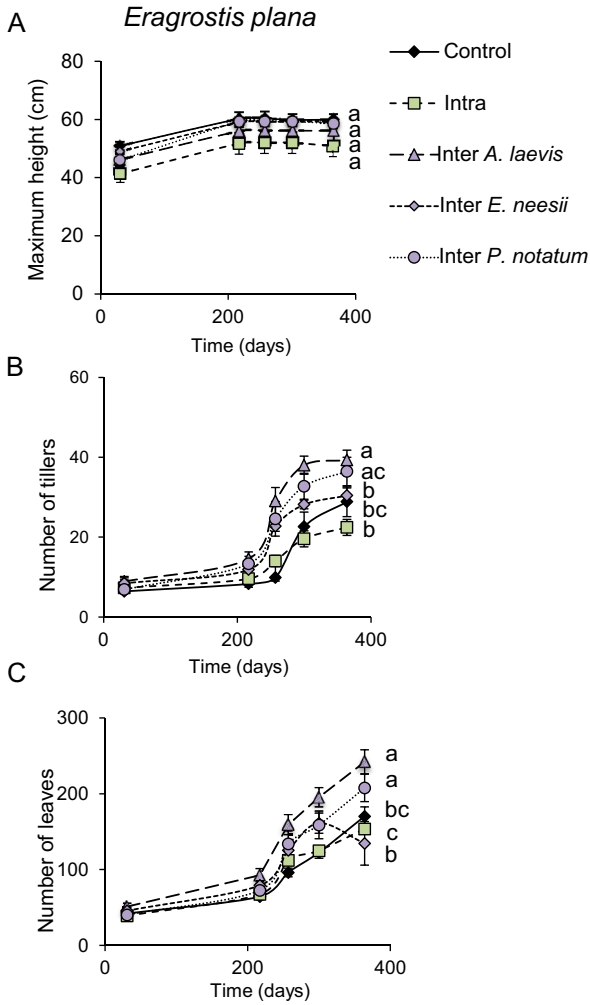 Eragrostis plana
A
Control
Intra
Inter A. laevis
Inter E. neesii
Inter P. notatum
Maximum height (cm)
80
60
40
20
0
0 200 400
Time (days)
a
a
a
a
B
Number of tillers
60
40
20
0
0 200 400
Time (days)
a
ac
b
bc
b
C
Number of leaves
300
200
100
0
0 200 400
Time (days)
a
a
bc
c
b